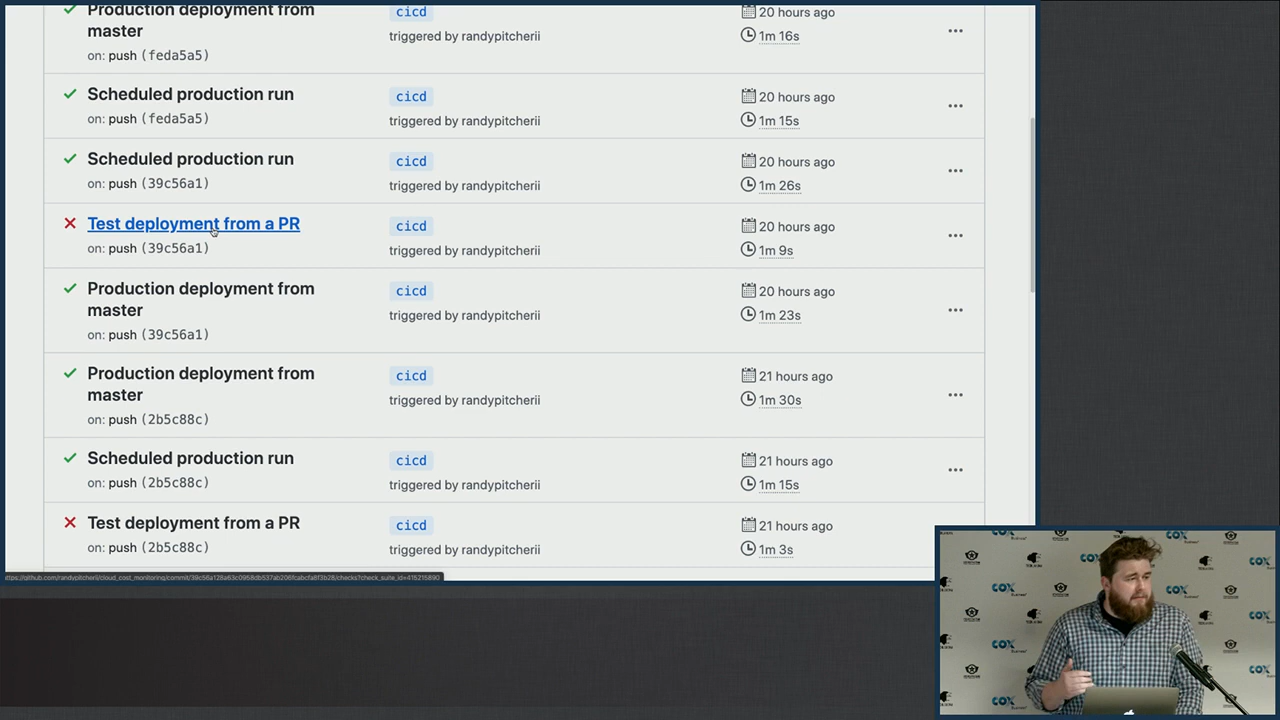 Production deployment from
master
on: push (feda5a5)
cicd
triggered by randypitcherii
20 hours ago
1m 16s
Scheduled production run
on: push (feda5a5)
cicd
triggered by randypitcherii
20 hours ago
1m 15s
Scheduled production run
on: push (39c56a1)
cicd
triggered by randypitcherii
20 hours ago
1m 26s
Test deployment from a PR
on: push (39c56a1)
cicd
triggered by randypitcherii
20 hours ago
1m 9s
Production deployment from
master
on: push (39c56a1)
cicd
triggered by randypitcherii
20 hours ago
1m 23s
Production deployment from
master
on: push (2b5c88c)
cicd
triggered by randypitcherii
21 hours ago
1m 30s
Scheduled production run
on: push (2b5c88c)
cicd
triggered by randypitcherii
21 hours ago
1m 15s
Test deployment from a PR
on: push (2b5c88c)
cicd
triggered by randypitcherii
21 hours ago
1m 3s
COX
COX
COX
COX
COX
COX